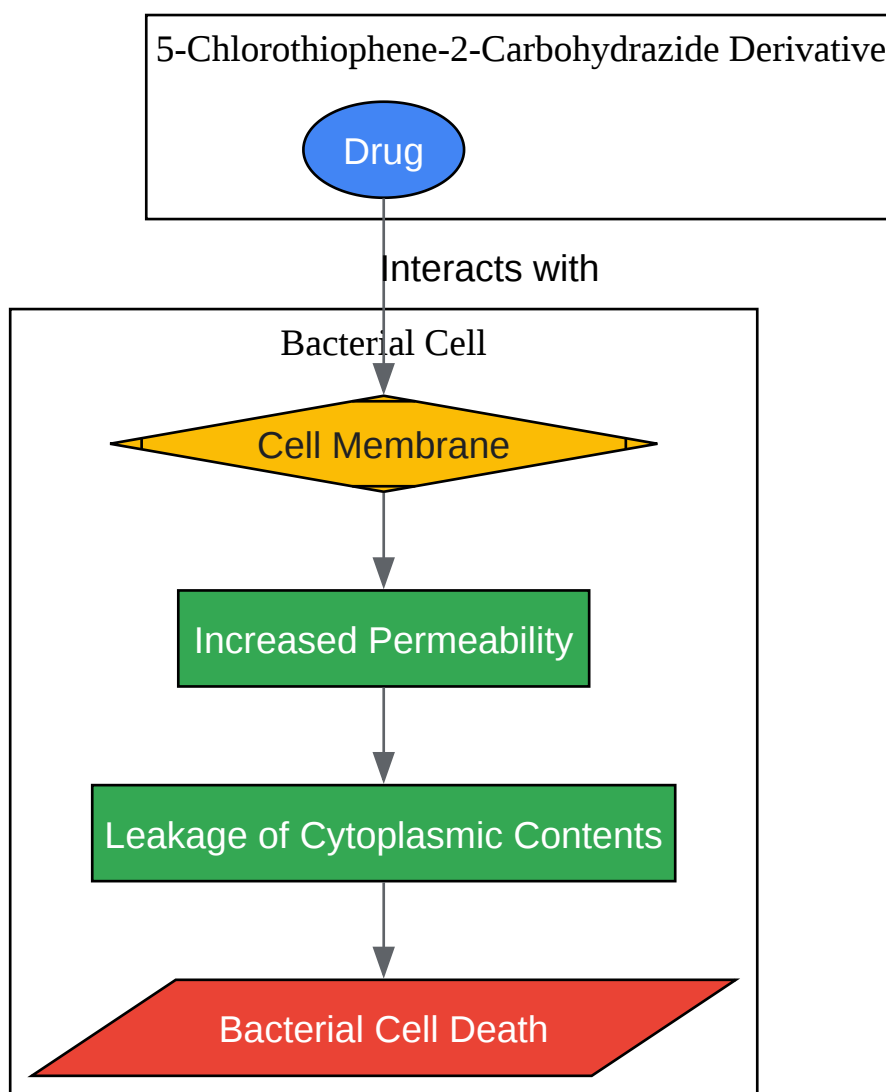 5-Chlorothiophene-2-Carbohydrazide Derivative
Drug
Interacts with
Bacterial Cell
Cell Membrane
Increased Permeability
Leakage of Cytoplasmic Contents
Bacterial Cell Death